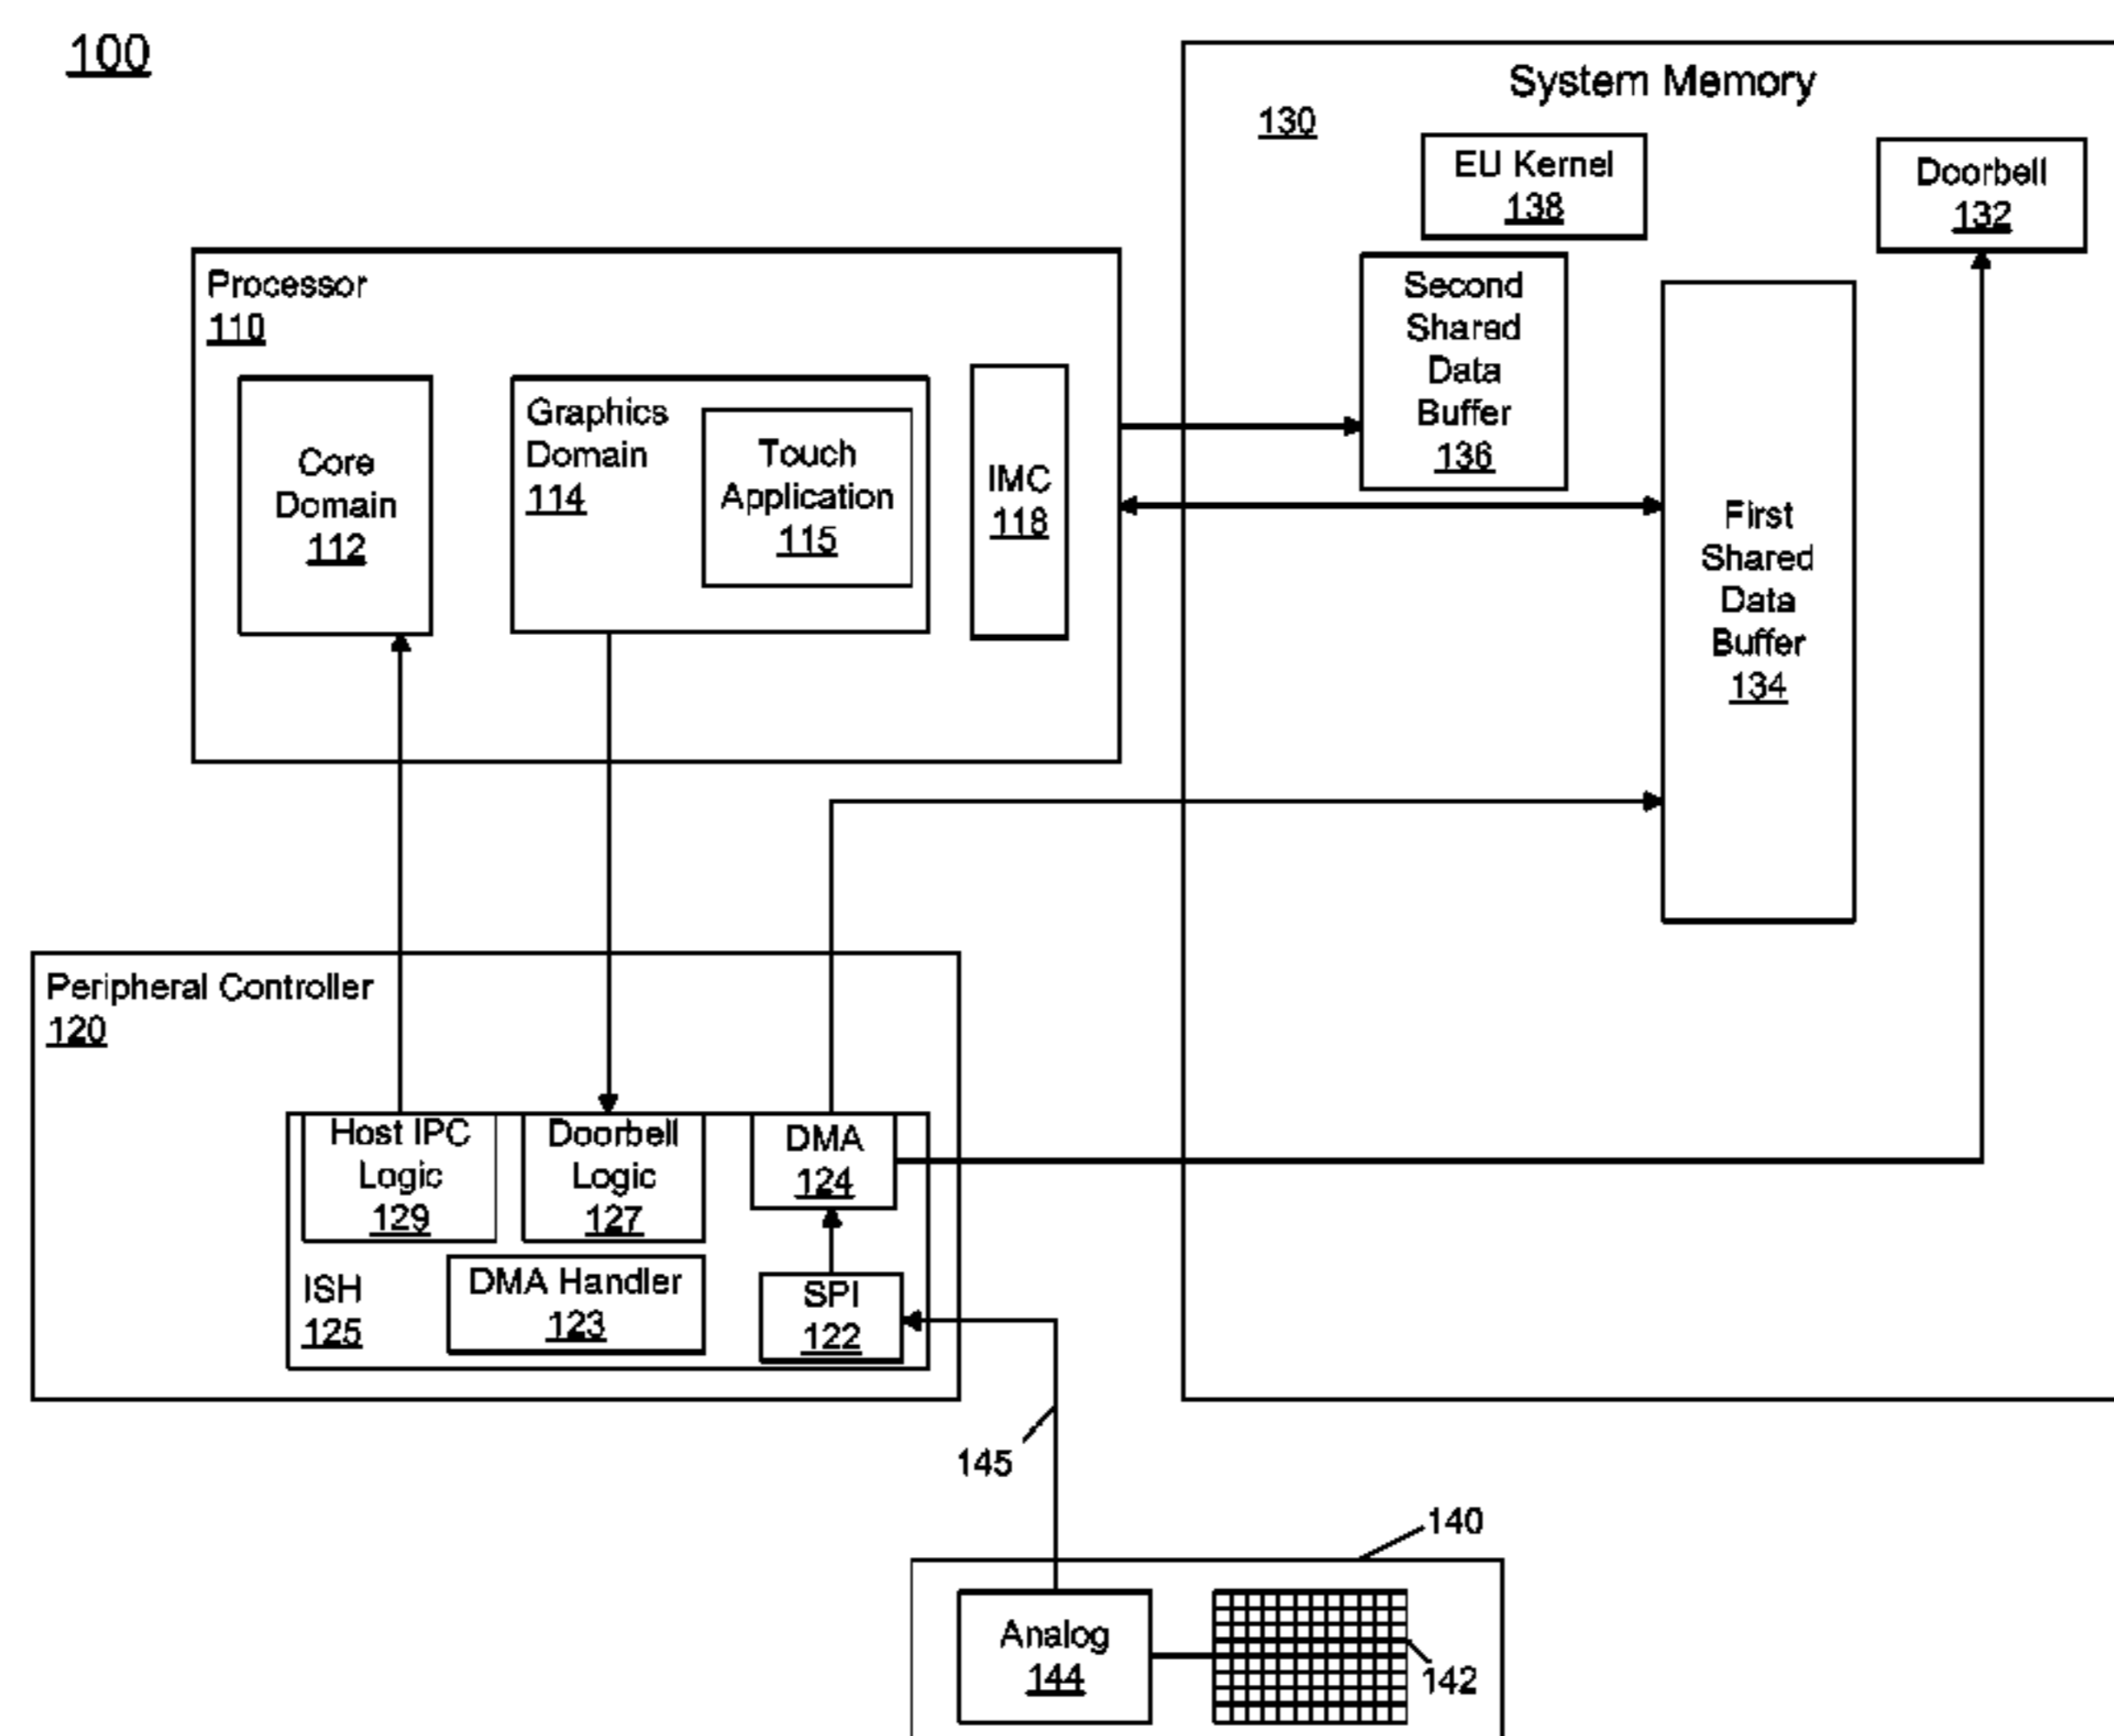 100
System Memory
130
EU Kernel
138
Doorbell
132
Processor
110
Core
Domain
112
Graphics
Domain
114
Touch
Application
115
IMC
118
Second
Shared
Data
Buffer
136
First
Shared
Data
Buffer
134
Peripheral Controller
120
Host IPC
Logic
129
Doorbell
Logic
127
DMA
124
ISH
125
DMA Handler
123
SPI
122
145
140
Analog
144
142